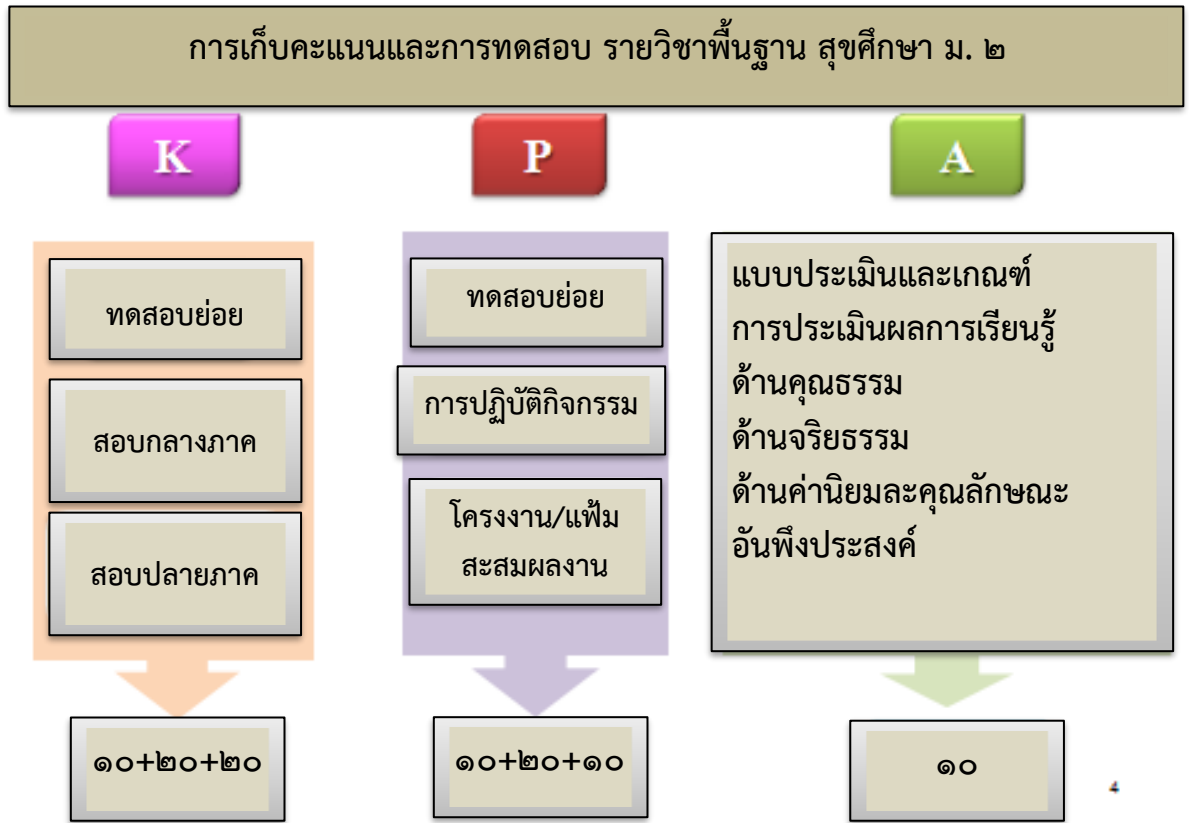 การเก็บคะแนนและการทดสอบ รายวิชาพื้นฐาน สุขศึกษา ม. ๒
K
P
A
ทดสอบย่อย
สอบกลางภาค
สอบปลายภาค
๑๐+๒๐+๒๐
ทดสอบย่อย
การปฏิบัติกิจกรรม
โครงงาน/แฟ้ม
สะสมผลงาน
๑๐+๒๐+๑๐
แบบประเมินและเกณฑ์
การประเมินผลการเรียนรู้
ด้านคุณธรรม
ด้านจริยธรรม
ด้านค่านิยมละคุณลักษณะ
อันพึงประสงค์
๑๐
4